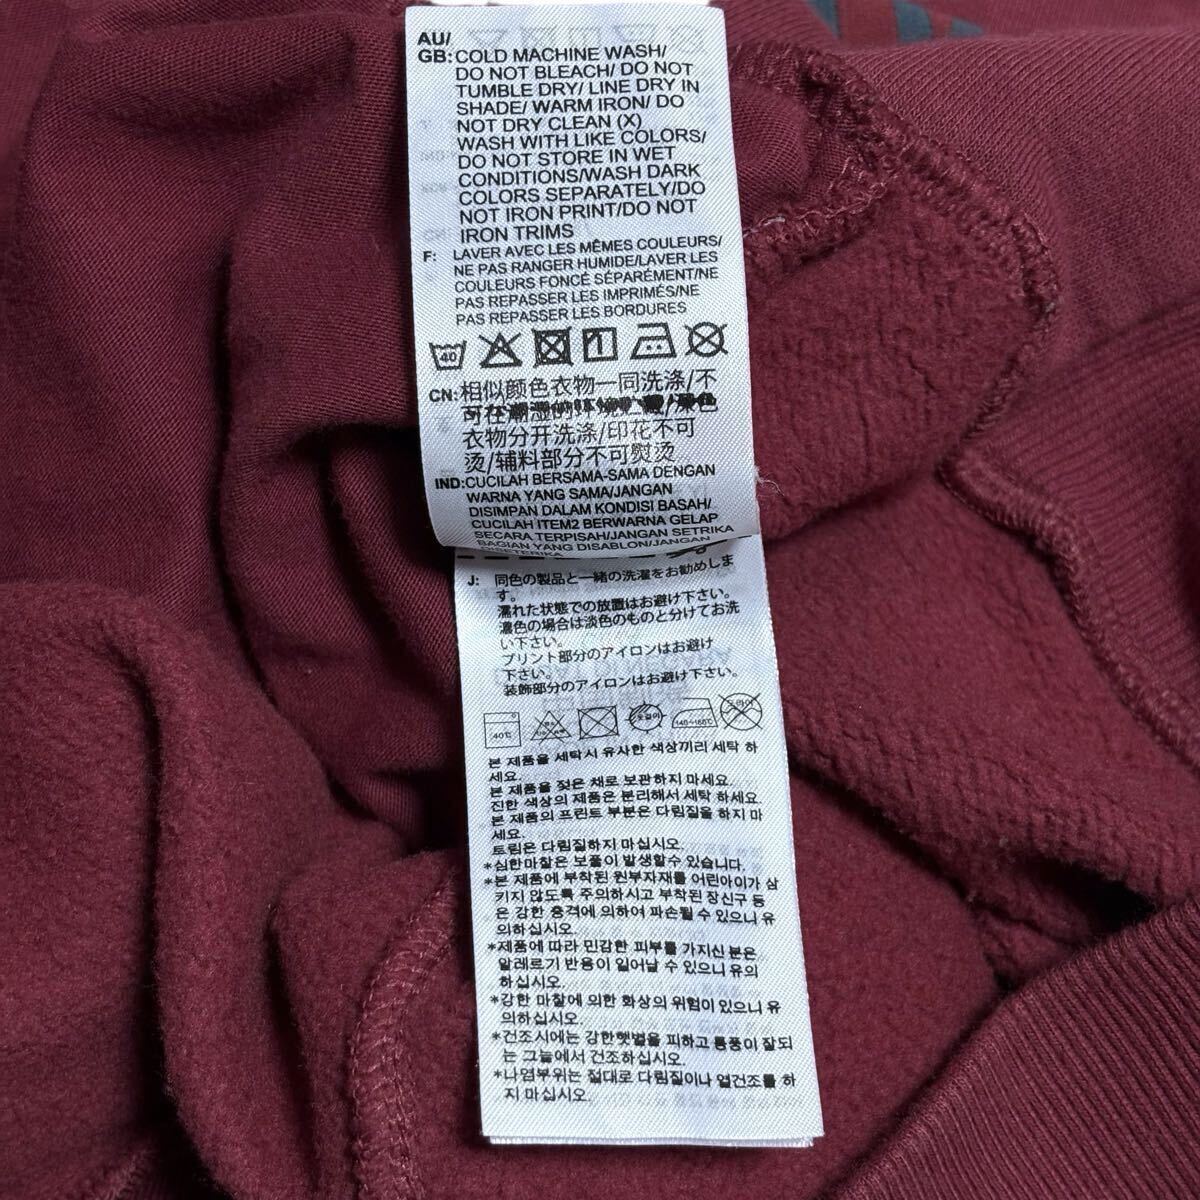 AU/
GB: COLD MACHINE WASH/
DO NOT BLEACH/ DO NOT
TUMBLE DRY/ LINE DRY IN
SHADE/ WARM IRON/ DO
NOT DRY CLEAN (X)
WASH WITH LIKE COLORS/
DO NOT STORE IN WET
CONDITIONS/WASH DARK
COLORS SEPARATELY/DO
NOT IRON PRINT/DO NOT
IRON TRIMS
F: LAVER AVEC LES MÊMES COULEURS/
NE PAS RANGER HUMIDE/LAVER LES
COULEURS FONCÉ SÉPARÉMENT/NE
PAS REPASSER LES IMPRIMÉS/NE
PAS REPASSER LES BORDURES
40
CN: 相似颜色衣物一同洗涤/不
可在潮湿的
衣物分开洗涤/印花不可
烫/辅料部分不可熨烫
IND: CUCILAH BERSAMA-SAMA DENGAN
WARNA YANG SAMA/JANGAN
DISIMPAN DALAM KONDISI BASAH/
CUCILAH ITEM2 BERWARNA GELAP
SECARA TERPISAH/JANGAN SETRIKA
BAGIAN YANG DISABLON/JANGAN
DISETERIKA
J: 同色の製品と一緒の洗濯をお勧めしま
す。
濡れた状態での放置はお避け下さい。
濃色の場合は淡色のものと分けてお洗
い下さい。
プリント部分のアイロンはお避け
下さい。
装飾部分のアイロンはお避け下さい。
40℃ 140~160℃ 드라이
본 제품을 세탁시 유사한 색상끼리 세탁 하
세요.
본 제품을 젖은 채로 보관하지 마세요.
진한 색상의 제품은 분리해서 세탁 하세요.
본 제품의 프린트 부분은 다림질을 하지 마
세요.
트림은 다림질하지 마십시오.
*심한마찰은 보풀이 발생할수 있습니다.
*본 제품에 부착된 원부자재를 어린아이가 삼
키지 않도록 주의하시고 부착된 장신구 등
은 강한 충격에 의하여 파손될 수 있으니 유
의하십시오.
*제품에 따라 민감한 피부를 가지신 분은
알레르기 반응이 일어날 수 있으니 유의
하십시오.
*강한 마찰에 의한 화상의 위험이 있으니 유
의하십시오.
*건조시에는 강한햇볕을 피하고 통풍이 잘되
는 그늘에서 건조하십시오.
*나염부위는 절대로 다림질이나 열건조를 하
지 마십시오.